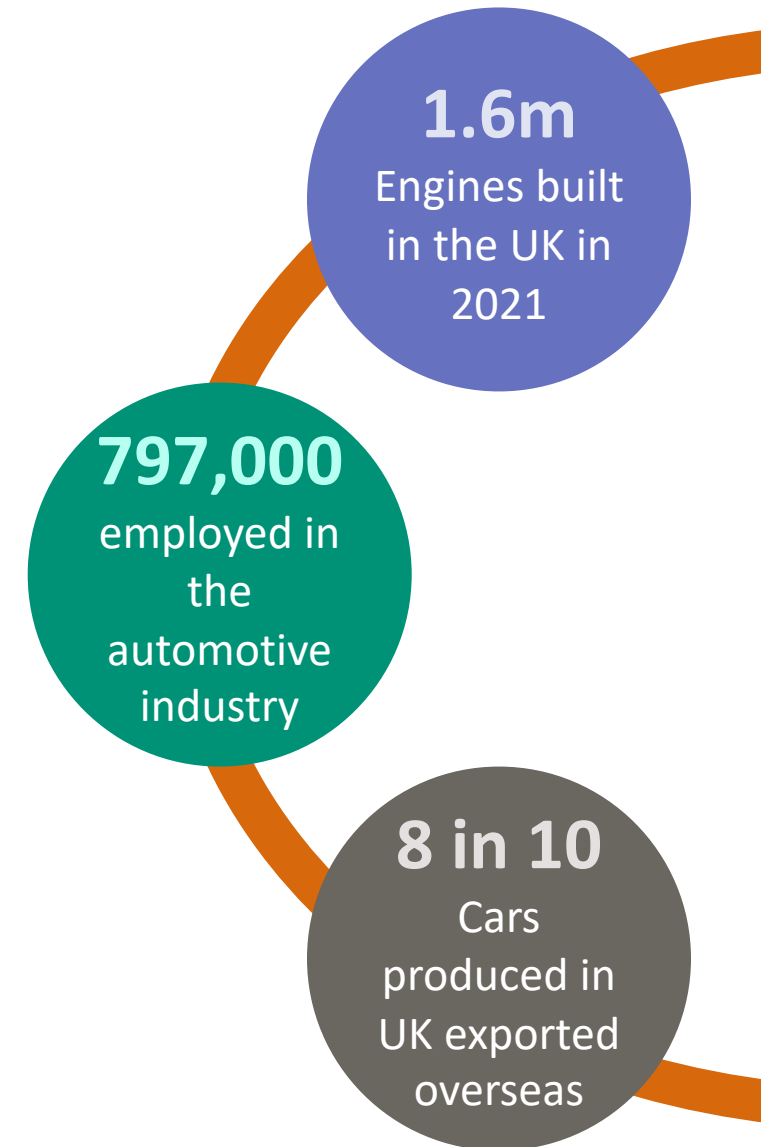 1.6m
Engines built
in the UK in
2021
797,000
employed in
the
automotive
industry
8 in 10
Cars
produced in
UK exported
overseas